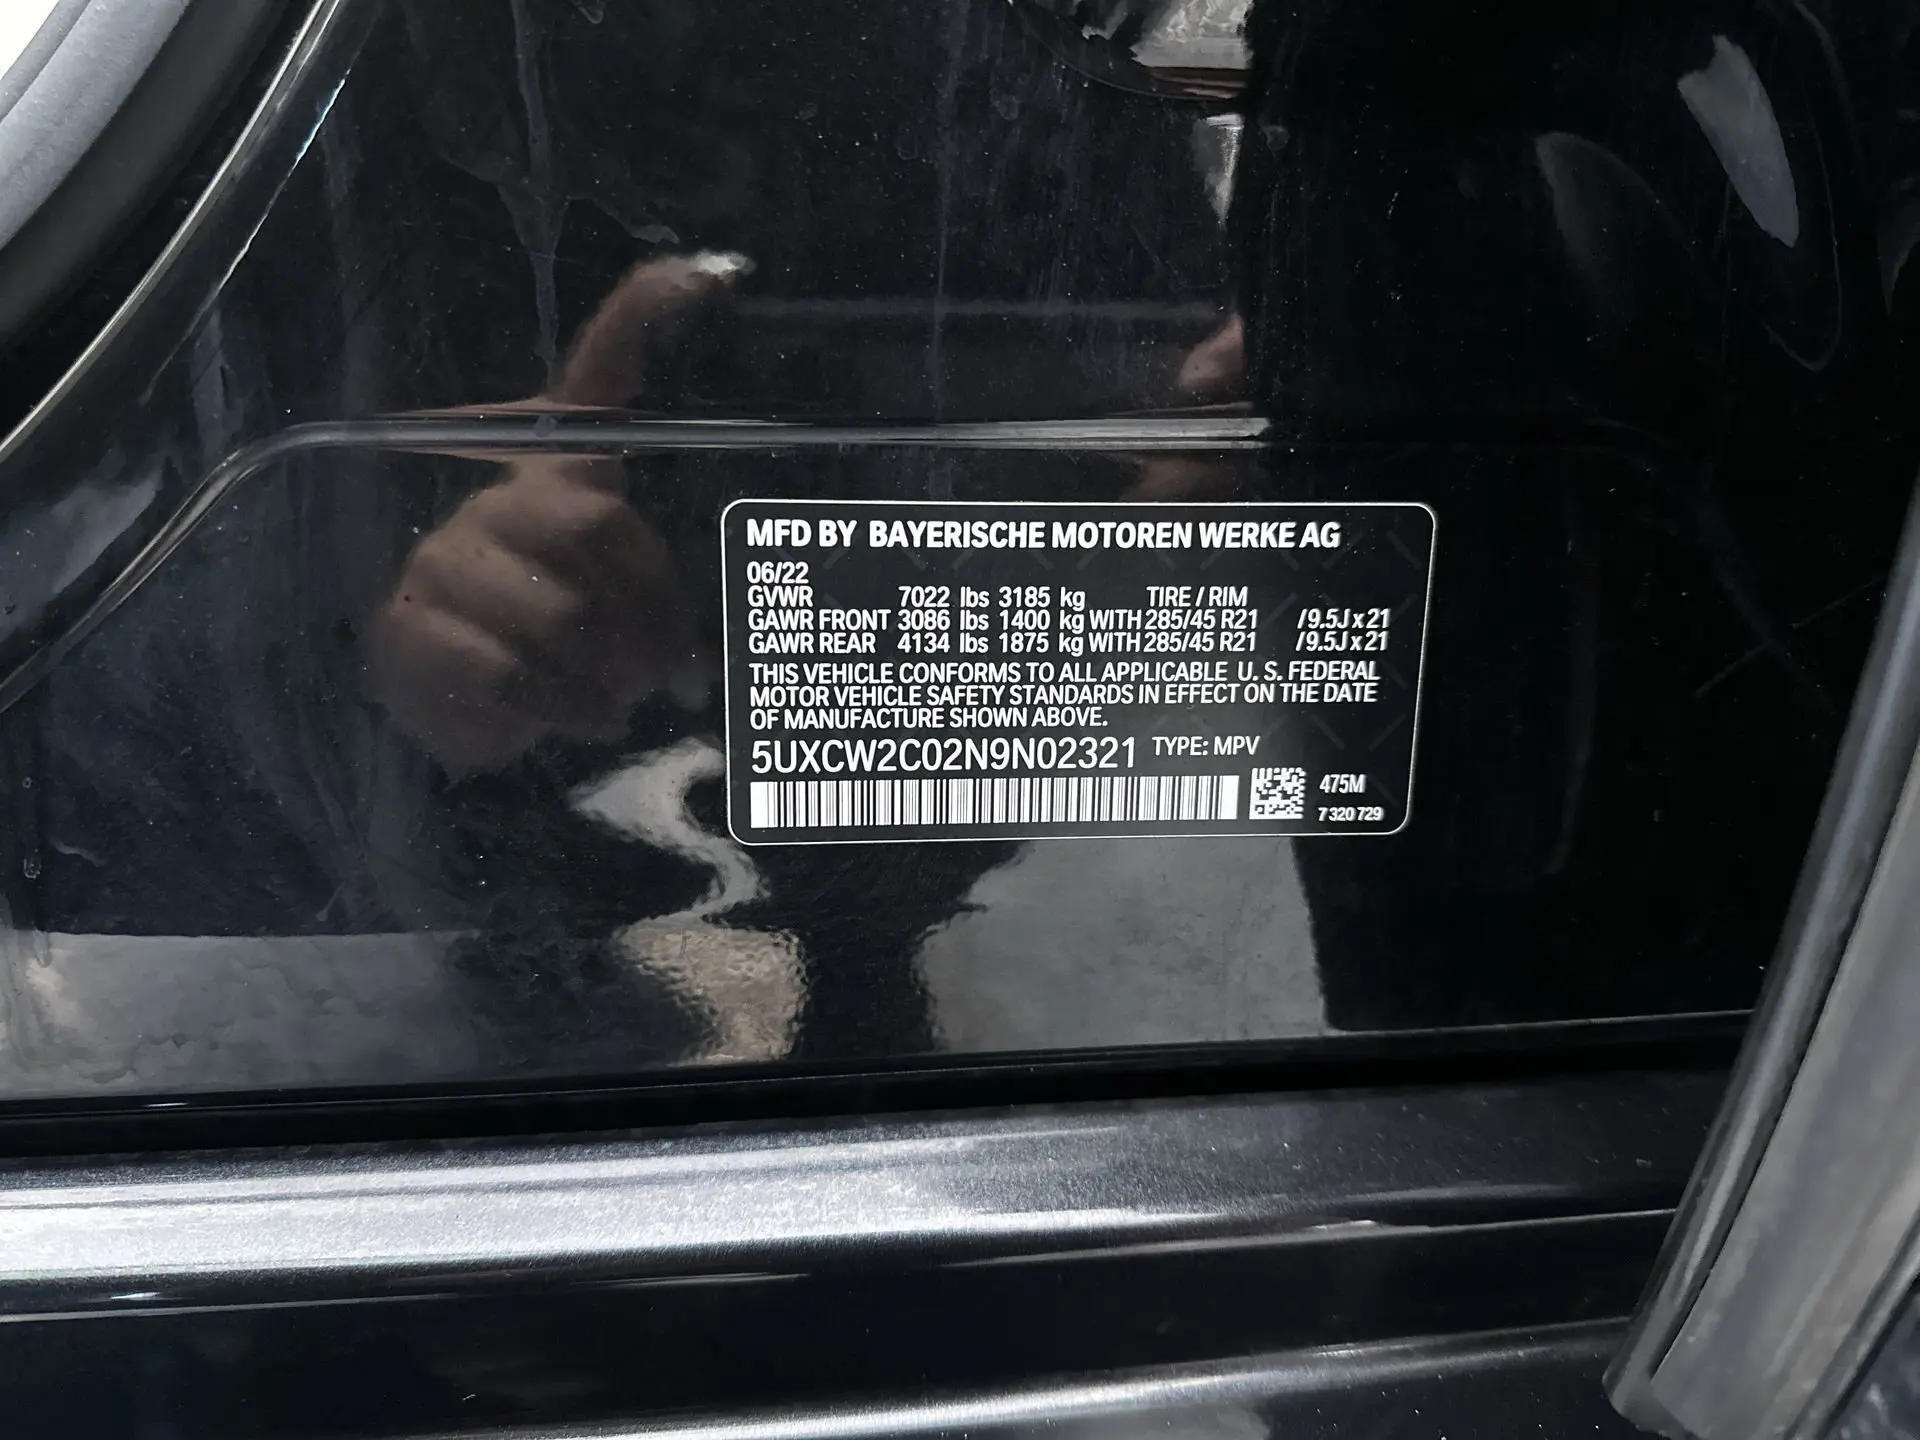 MFD BY BAYERISCHE MOTOREN WERKE AG
06/22
GVWR 7022 lbs 3185 kg TIRE / RIM
GAWR FRONT 3086 lbs 1400 kg WITH 285/45 R21 /9.5J x 21
GAWR REAR 4134 lbs 1875 kg WITH 285/45 R21 /9.5J x 21
THIS VEHICLE CONFORMS TO ALL APPLICABLE U. S. FEDERAL
MOTOR VEHICLE SAFETY STANDARDS IN EFFECT ON THE DATE
OF MANUFACTURE SHOWN ABOVE.
5UXCW2C02N9N02321 TYPE: MPV
475M
7 320 729